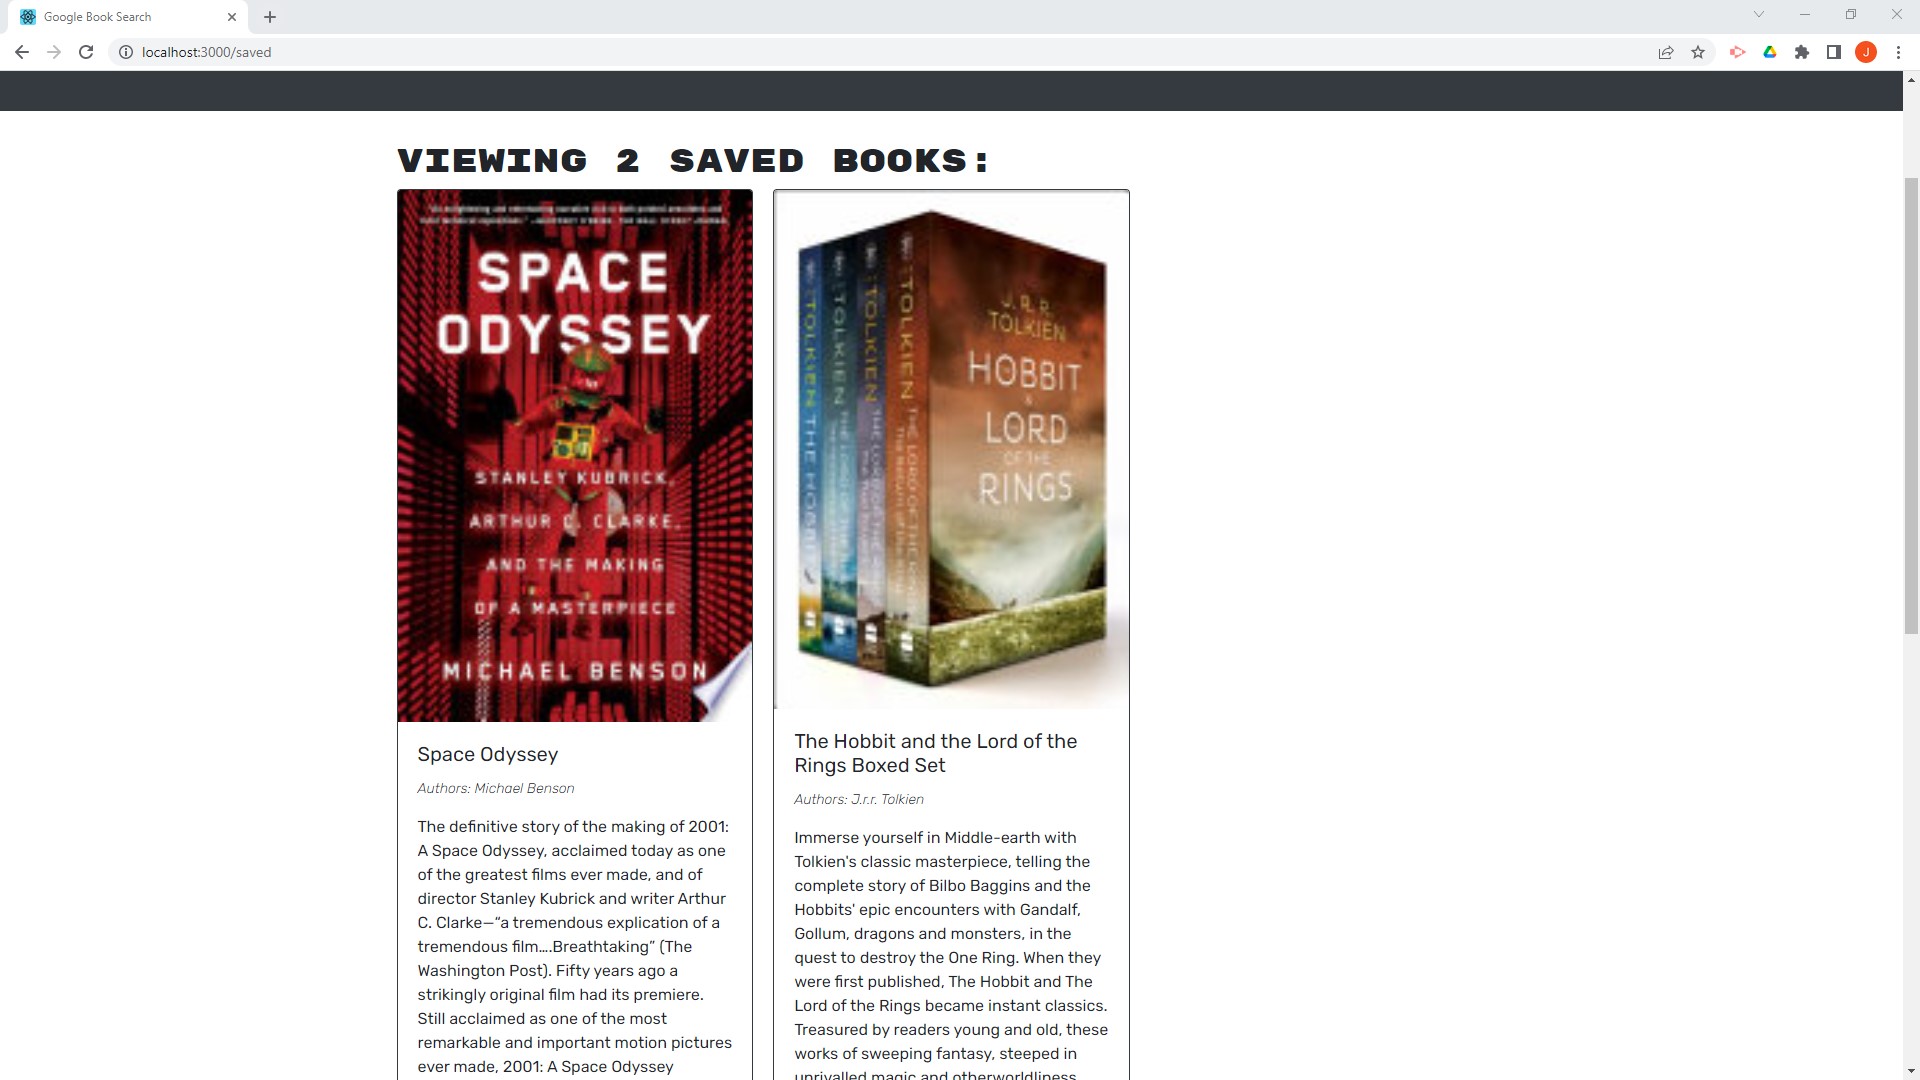 Google Book Search
localhost:3000/saved
J
VIEWING 2 SAVED BOOKS:
SPACE
ODYSSEY
STANLEY KUBRICK,
ARTHUR C. CLARKE,
AND THE MAKING
OF A MASTERPIECE
MICHAEL BENSON
TOLKIEN THE HOBBIT
TOLKIEN
TOLKIEN
TOLKIEN THE LORD OF THE RINGS
J. R. R.
TOLKIEN
HOBBIT
&
LORD
OF THE
RINGS
Space Odyssey
Authors: Michael Benson
The definitive story of the making of 2001:
A Space Odyssey, acclaimed today as one
of the greatest films ever made, and of
director Stanley Kubrick and writer Arthur
C. Clarke—“a tremendous explication of a
tremendous film….Breathtaking” (The
Washington Post). Fifty years ago a
strikingly original film had its premiere.
Still acclaimed as one of the most
remarkable and important motion pictures
ever made, 2001: A Space Odyssey
The Hobbit and the Lord of the
Rings Boxed Set
Authors: J.r.r. Tolkien
Immerse yourself in Middle-earth with
Tolkien's classic masterpiece, telling the
complete story of Bilbo Baggins and the
Hobbits' epic encounters with Gandalf,
Gollum, dragons and monsters, in the
quest to destroy the One Ring. When they
were first published, The Hobbit and The
Lord of the Rings became instant classics.
Treasured by readers young and old, these
works of sweeping fantasy, steeped in
unrivalled magic and otherworldliness